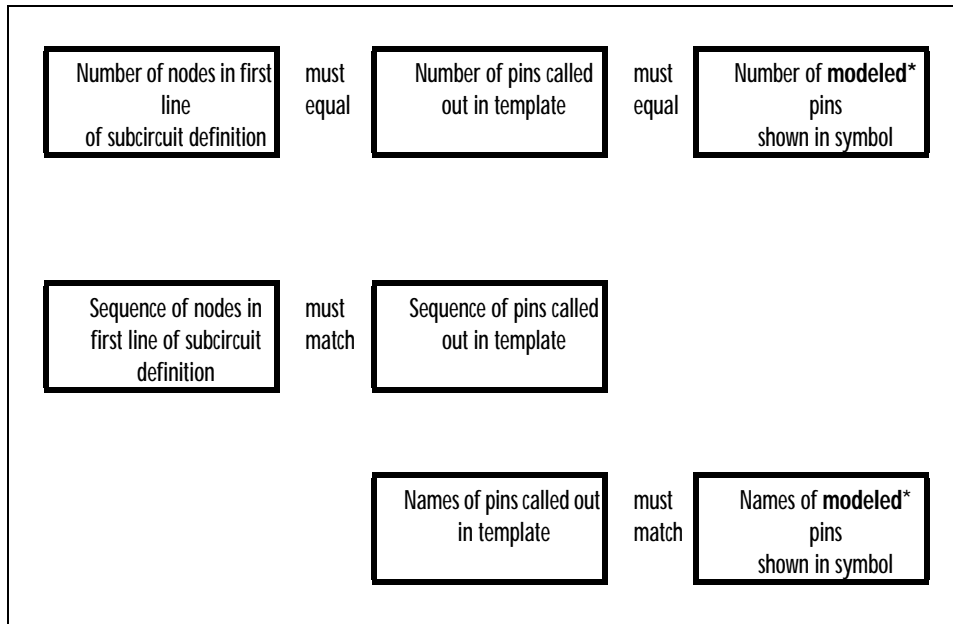 Number of nodes in first
line
of subcircuit definition
must
equal
Number of pins called
out in template
must
equal
Number of modeled*
pins
shown in symbol
Sequence of nodes in
first line of subcircuit
definition
must
match
Sequence of pins called
out in template
Names of pins called out
in template
must
match
Names of modeled*
pins
shown in symbol